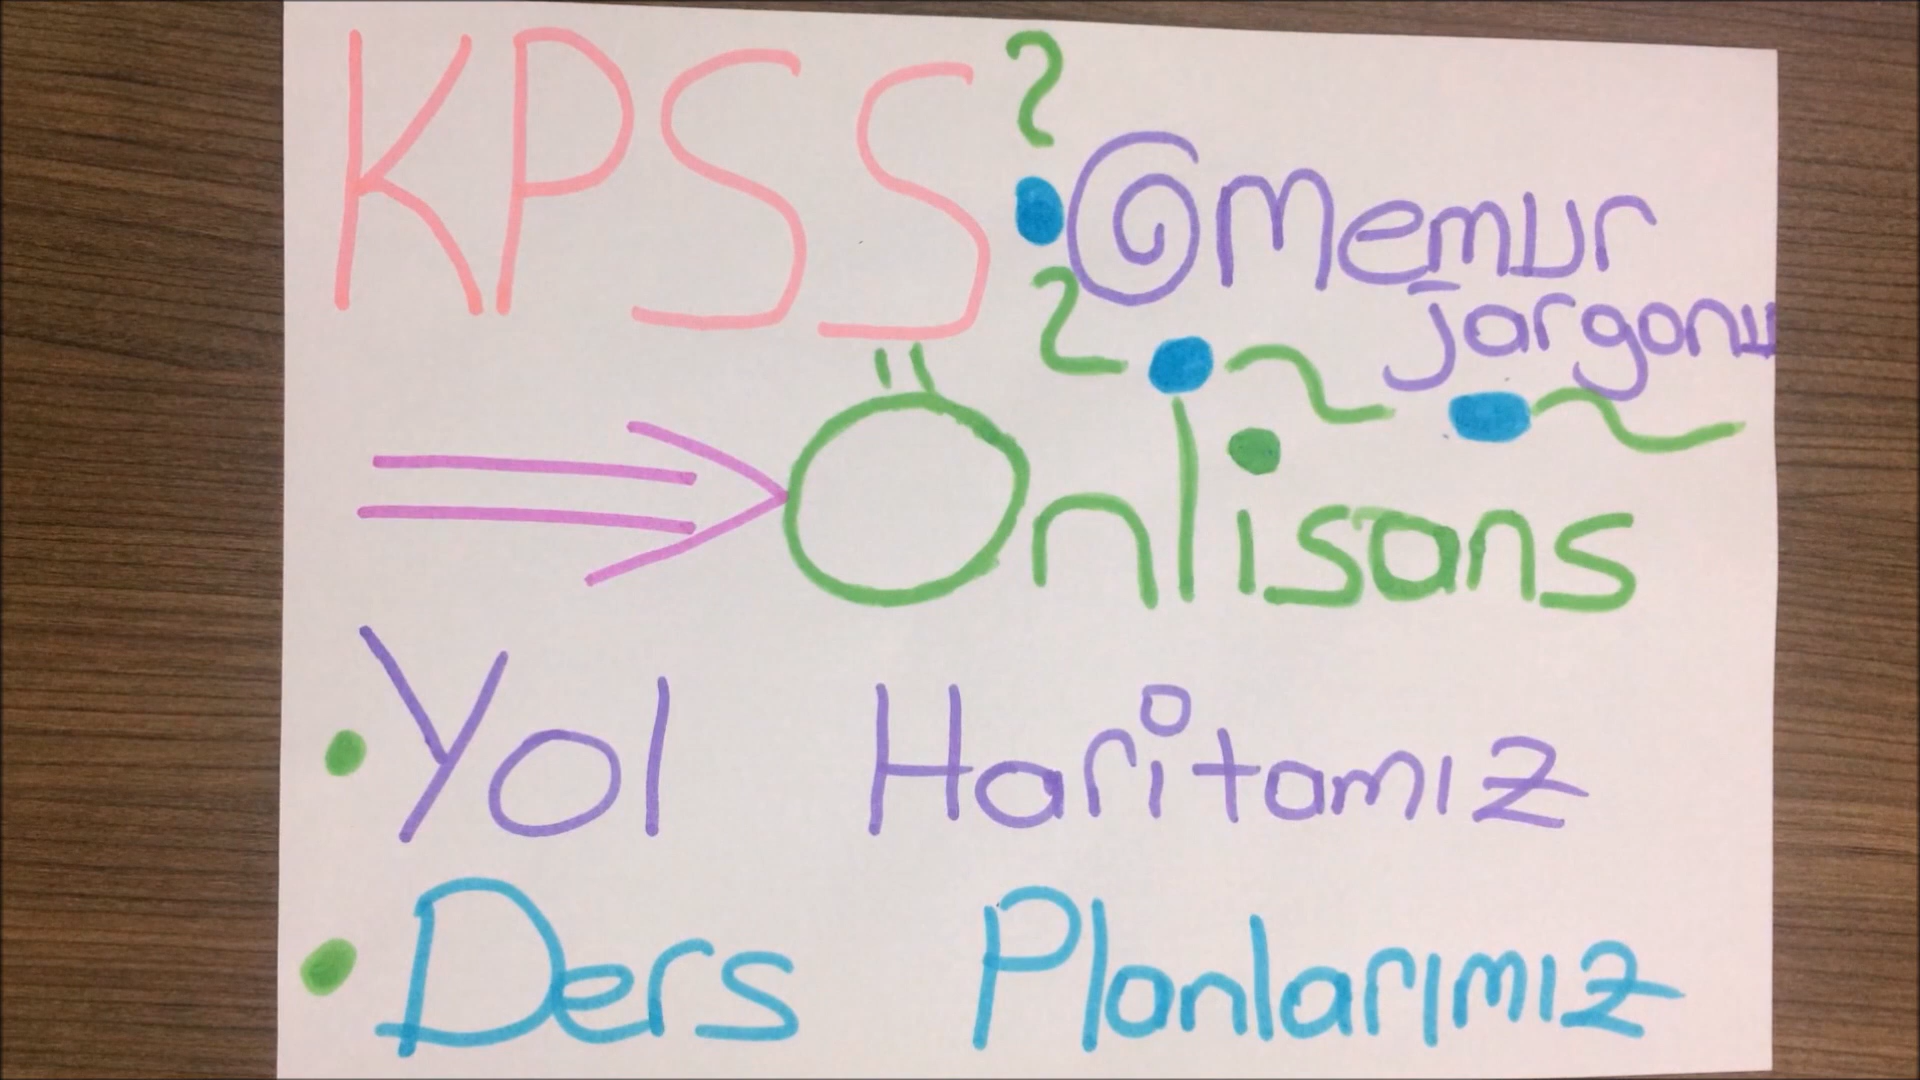 KPSS
@memur
jargonu
=> Önlisans
• Yol Haritamız
• Ders Planlarımız